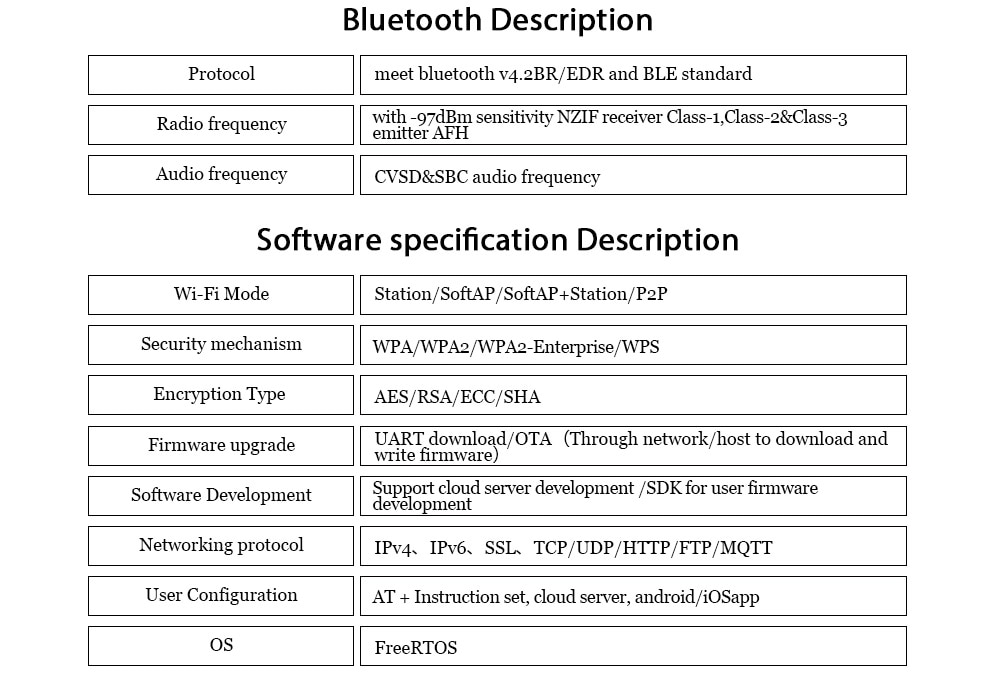 Bluetooth Description
Protocol
meet bluetooth v4.2BR/EDR and BLE standard
Radio frequency
with -97dBm sensitivity NZIF receiver Class-1,Class-2&Class-3
emitter AFH
Audio frequency
CVSD&SBC audio frequency
Software specification Description
Wi-Fi Mode
Station/SoftAP/SoftAP+Station/P2P
Security mechanism
WPA/WPA2/WPA2-Enterprise/WPS
Encryption Type
AES/RSA/ECC/SHA
Firmware upgrade
UART download/OTA（Through network/host to download and
write firmware）
Software Development
Support cloud server development /SDK for user firmware
development
Networking protocol
IPv4、IPv6、SSL、TCP/UDP/HTTP/FTP/MQTT
User Configuration
AT + Instruction set, cloud server, android/iOSapp
OS
FreeRTOS